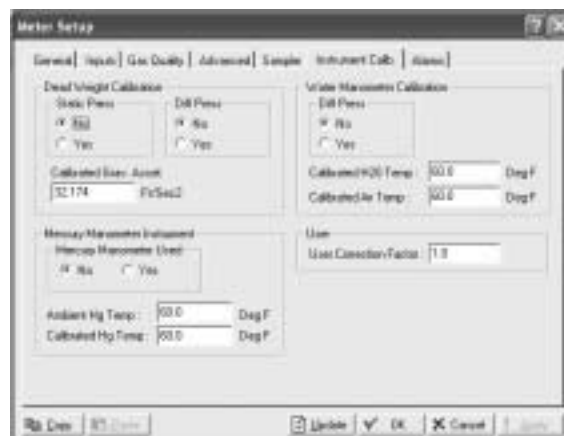 Meter Setup
General Inputs Gas Quality Advanced Sampler Instrument Calib. Alarms
Dead Weight Calibration
Static Press
No
Yes
Diff Press
No
Yes
Calibrated Grav. Accel.
32.174 Ft/Sec2
Water Manometer Calibration
Diff Press
No
Yes
Calibrated H20 Temp : 60.0 Deg F
Calibrated Air Temp : 60.0 Deg F
Mercury Manometer Instrument
Mercury Manometer Used
No Yes
Ambient Hg Temp : 60.0 Deg F
Calibrated Hg Temp : 60.0 Deg F
User
User Correction Factor : 1.0
Copy Update OK Cancel